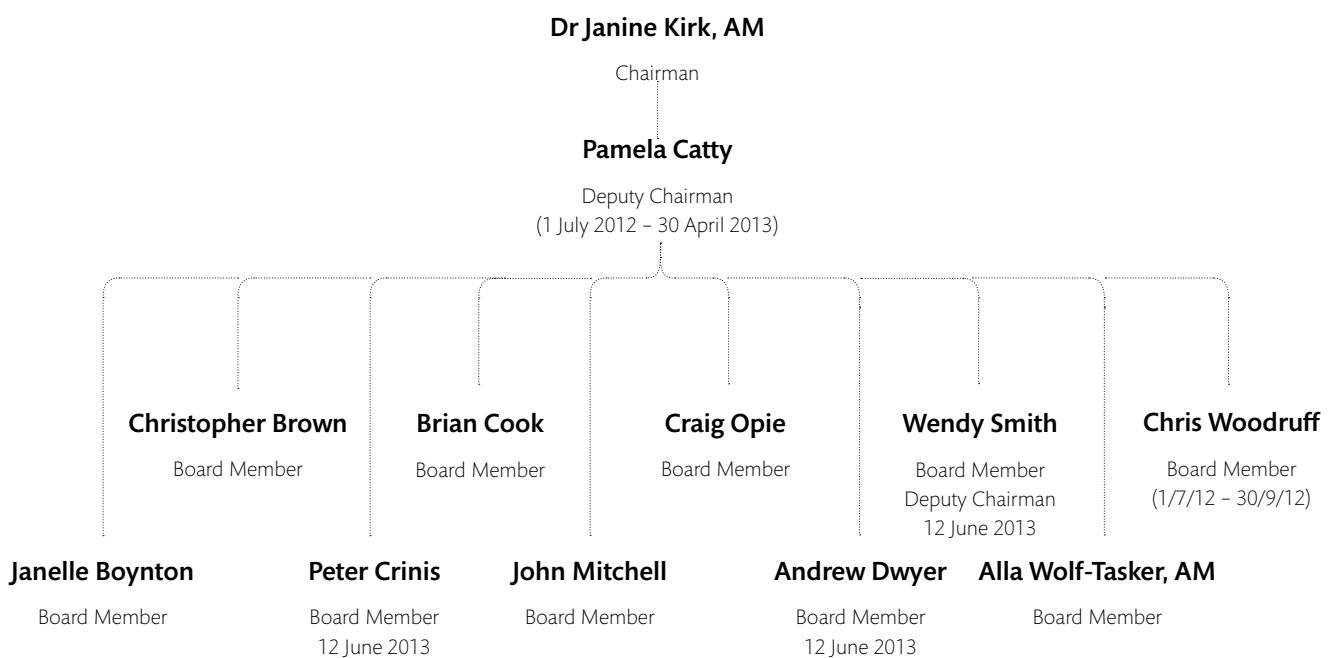 Dr Janine Kirk, AM
Chairman
Pamela Catty
Deputy Chairman
(1 July 2012 – 30 April 2013)
Christopher Brown
Board Member
Brian Cook
Board Member
Craig Opie
Board Member
Wendy Smith
Board Member
Deputy Chairman
12 June 2013
Chris Woodruff
Board Member
(1/7/12 – 30/9/12)
Janelle Boynton
Board Member
Peter Crinis
Board Member
12 June 2013
John Mitchell
Board Member
Andrew Dwyer
Board Member
12 June 2013
Alla Wolf-Tasker, AM
Board Member